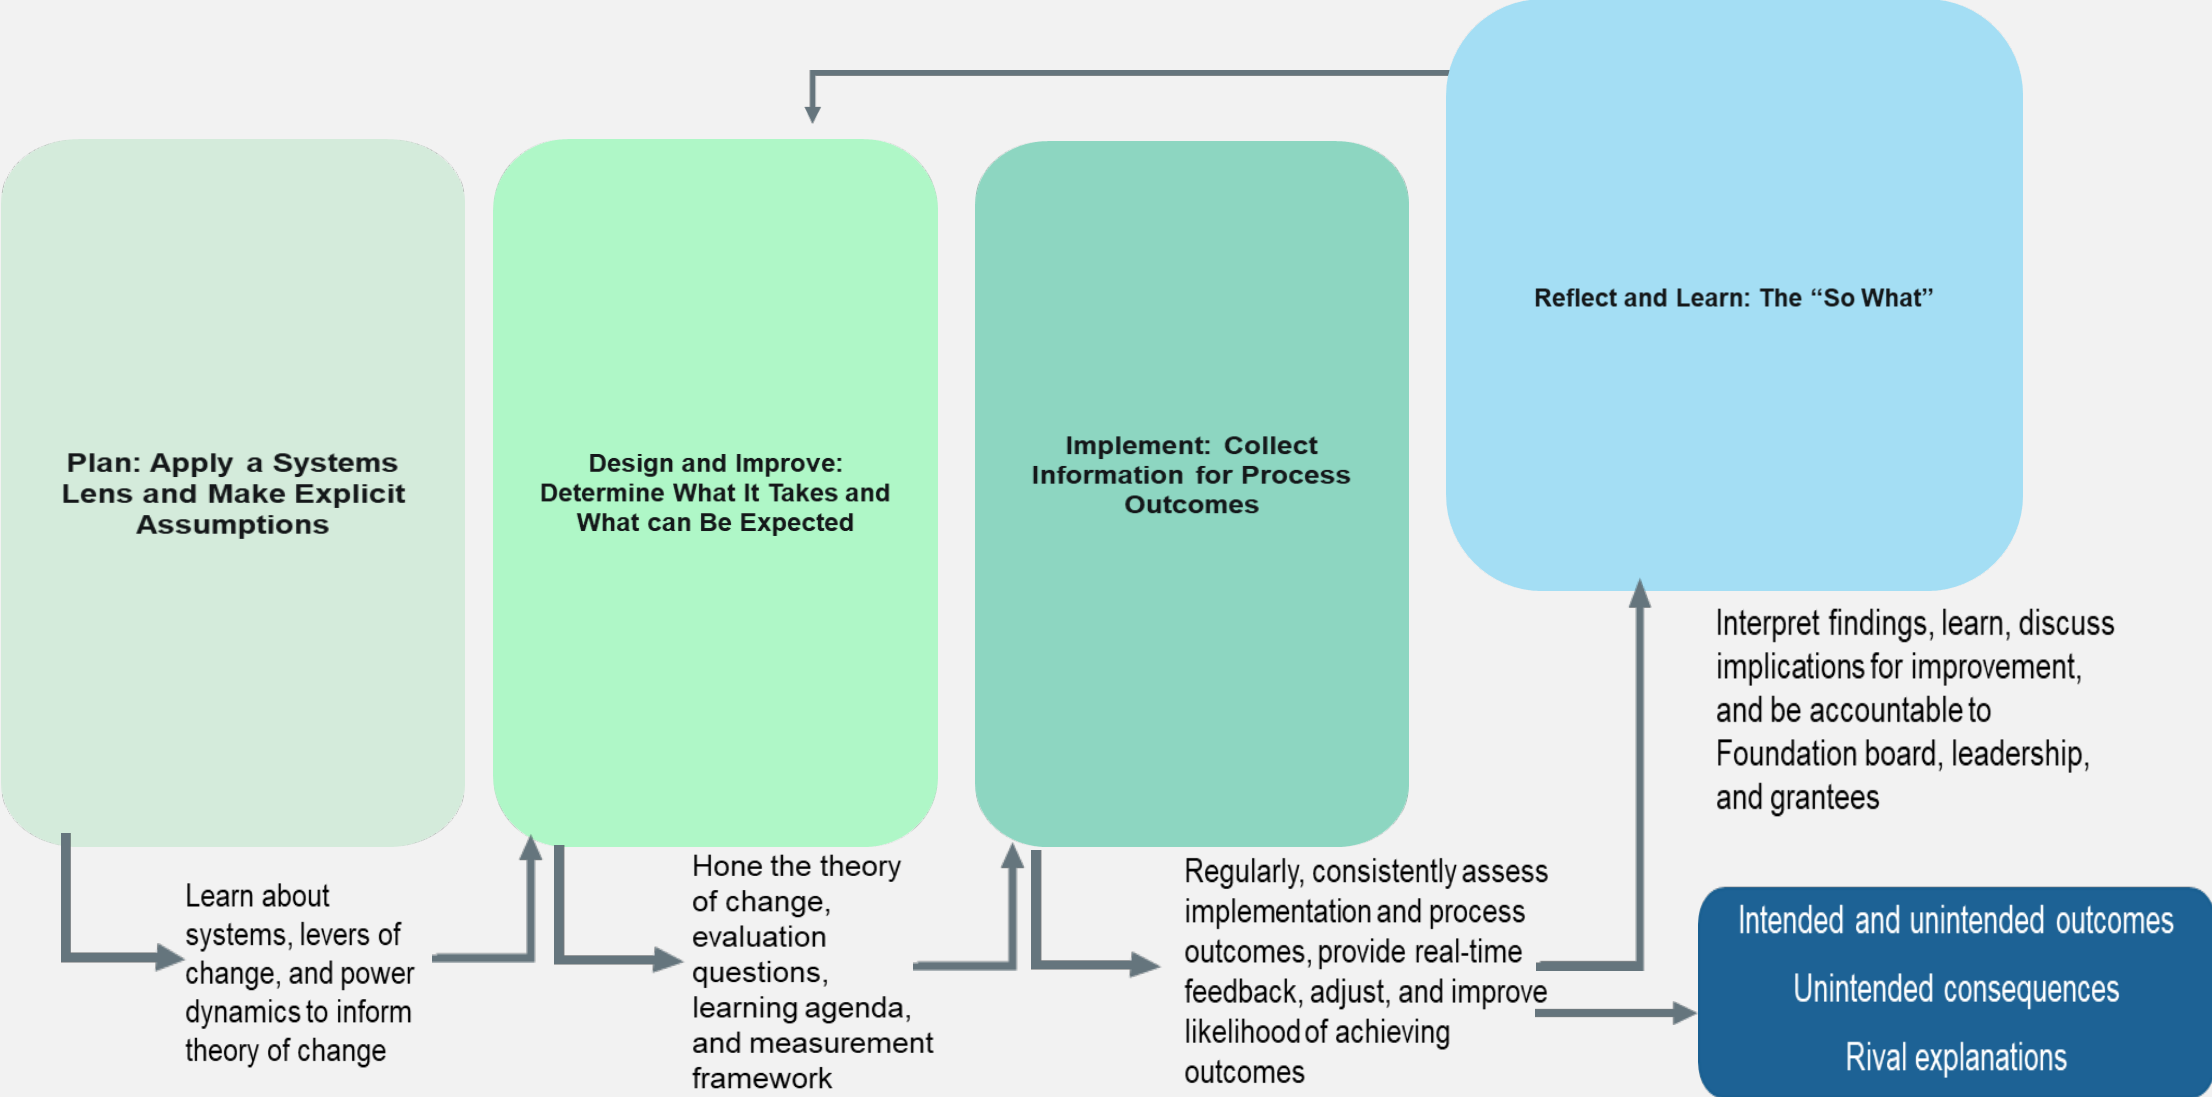 Plan: Apply a Systems
Lens and Make Explicit
Assumptions
Design and Improve:
Determine What It Takes and
What can Be Expected
Implement: Collect
Information for Process
Outcomes
Reflect and Learn: The “So What”
Learn about
systems, levers of
change, and power
dynamics to inform
theory of change
Hone the theory
of change,
evaluation
questions,
learning agenda,
and measurement
framework
Regularly, consistently assess
implementation and process
outcomes, provide real-time
feedback, adjust, and improve
likelihood of achieving
outcomes
Interpret findings, learn, discuss
implications for improvement,
and be accountable to
Foundation board, leadership,
and grantees
Intended and unintended outcomes
Unintended consequences
Rival explanations